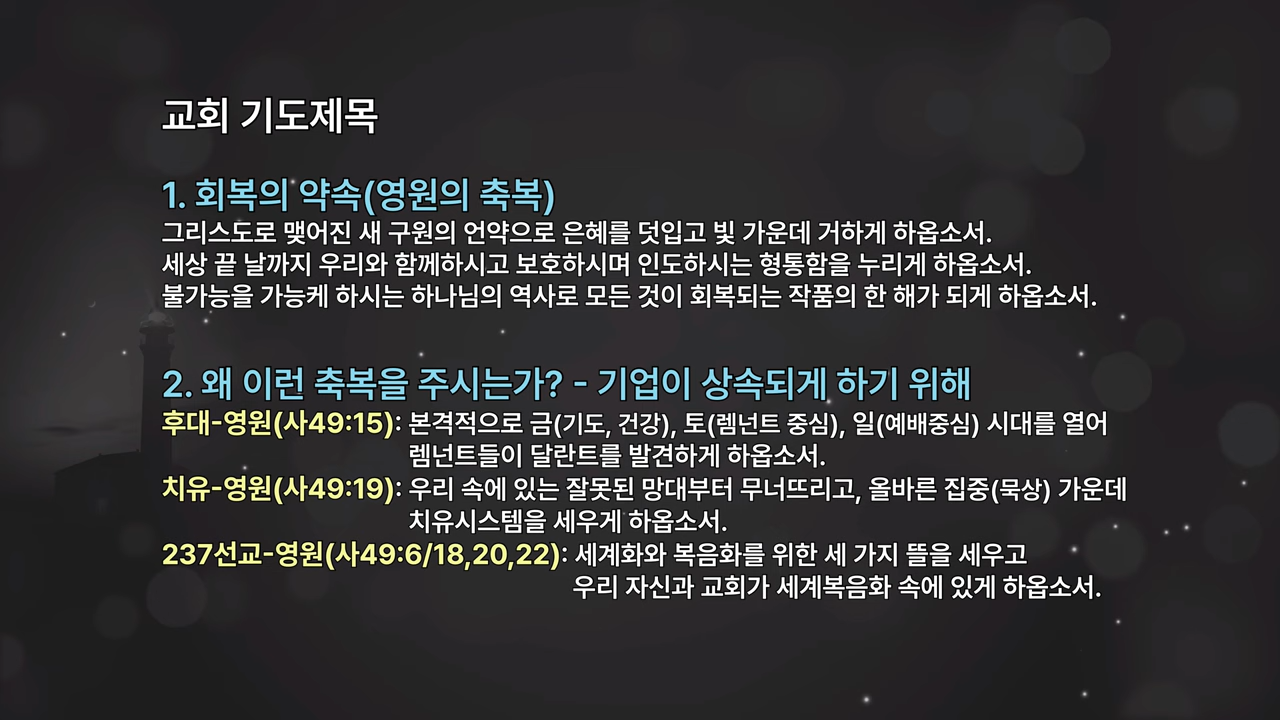 교회 기도제목
1. 회복의 약속(영원의 축복)
그리스도로 맺어진 새 구원의 언약으로 은혜를 덧입고 빛 가운데 거하게 하옵소서.
세상 끝 날까지 우리와 함께하시고 보호하시며 인도하시는 형통함을 누리게 하옵소서.
불가능을 가능케 하시는 하나님의 역사로 모든 것이 회복되는 작품의 한 해가 되게 하옵소서.
2. 왜 이런 축복을 주시는가? - 기업이 상속되게 하기 위해
후대-영원(사49:15): 본격적으로 금(기도, 건강), 토(렘넌트 중심), 일(예배중심) 시대를 열어
렘넌트들이 달란트를 발견하게 하옵소서.
치유-영원(사49:19): 우리 속에 있는 잘못된 망대부터 무너뜨리고, 올바른 집중(묵상) 가운데
치유시스템을 세우게 하옵소서.
237선교-영원(사49:6/18,20,22): 세계화와 복음화를 위한 세 가지 뜰을 세우고
우리 자신과 교회가 세계복음화 속에 있게 하옵소서.